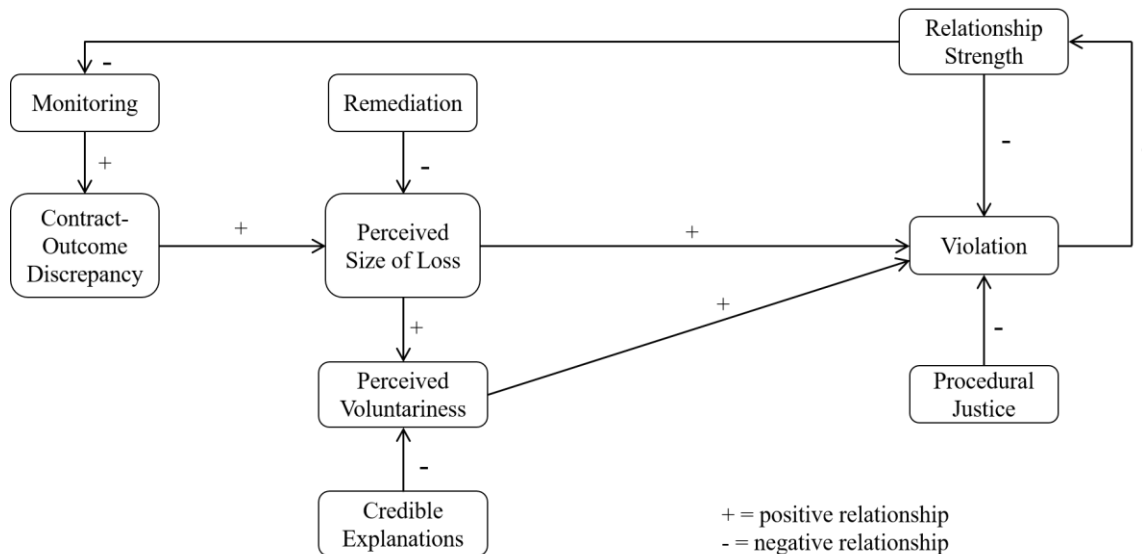 Relationship
Strength
-
Monitoring
Remediation
+
-
-
Contract-
Outcome
Discrepancy
+
Perceived
Size of Loss
+
Violation
+
+
-
Perceived
Voluntariness
Procedural
Justice
-
Credible
Explanations
+ = positive relationship
- = negative relationship